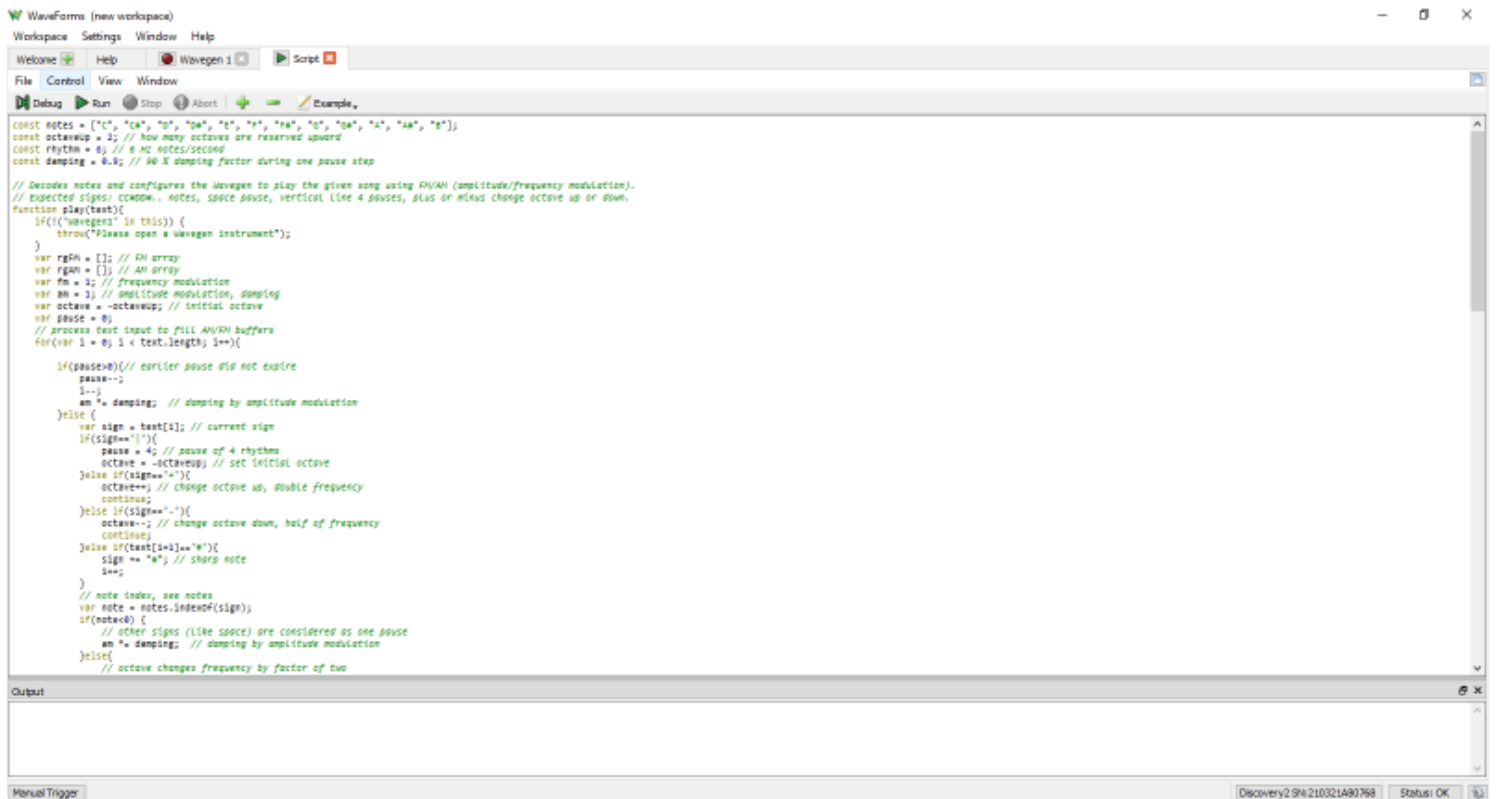 WaveForms (new workspace)
Workspace Settings Window Help
Welcome Help Wavegen 1 Script
File Control View Window
Debug Run Stop Abort Example
const notes = ["C", "C#", "D", "D#", "E", "F", "F#", "G", "G#", "A", "A#", "B"];
const octaveUp = 2; // how many octaves are reserved upward
const rhythm = 6; // 6 Hz notes/second
const damping = 0.9; // 90 % damping factor during one pause step
// Decodes notes and configures the Wavegen to play the given song using FM/AM (amplitude/frequency modulation).
// Expected signs: CC#DD#.. notes, space pause, vertical line 4 pauses, plus or minus change octave up or down.
function play(text){
if(!("Wavegen1" in this)) {
throw("Please open a Wavegen instrument");
}
var rgFM = []; // FM array
var rgAM = []; // AM array
var fm = 1; // frequency modulation
var am = 1; // amplitude modulation, damping
var octave = -octaveUp; // initial octave
var pause = 0;
// process text input to fill AM/FM buffers
for(var i = 0; i < text.length; i++){
if(pause>0){// earlier pause did not expire
pause--;
i--;
am *= damping; // damping by amplitude modulation
}else {
var sign = text[i]; // current sign
if(sign=="|"){
pause = 4; // pause of 4 rhythms
octave = -octaveUp; // set initial octave
}else if(sign=="+"){
octave++; // change octave up, double frequency
continue;
}else if(sign=="-"){
octave--; // change octave down, half of frequency
continue;
}else if(text[i+1]=="#"){
sign += "#"; // sharp note
i++;
}
// note index, see notes
var note = notes.indexOf(sign);
if(note<0) {
// other signs (like space) are considered as one pause
am *= damping; // damping by amplitude modulation
}else{
// octave changes frequency by factor of two
Output
Manual Trigger
Discovery2 SN:210321A80768 Status: OK